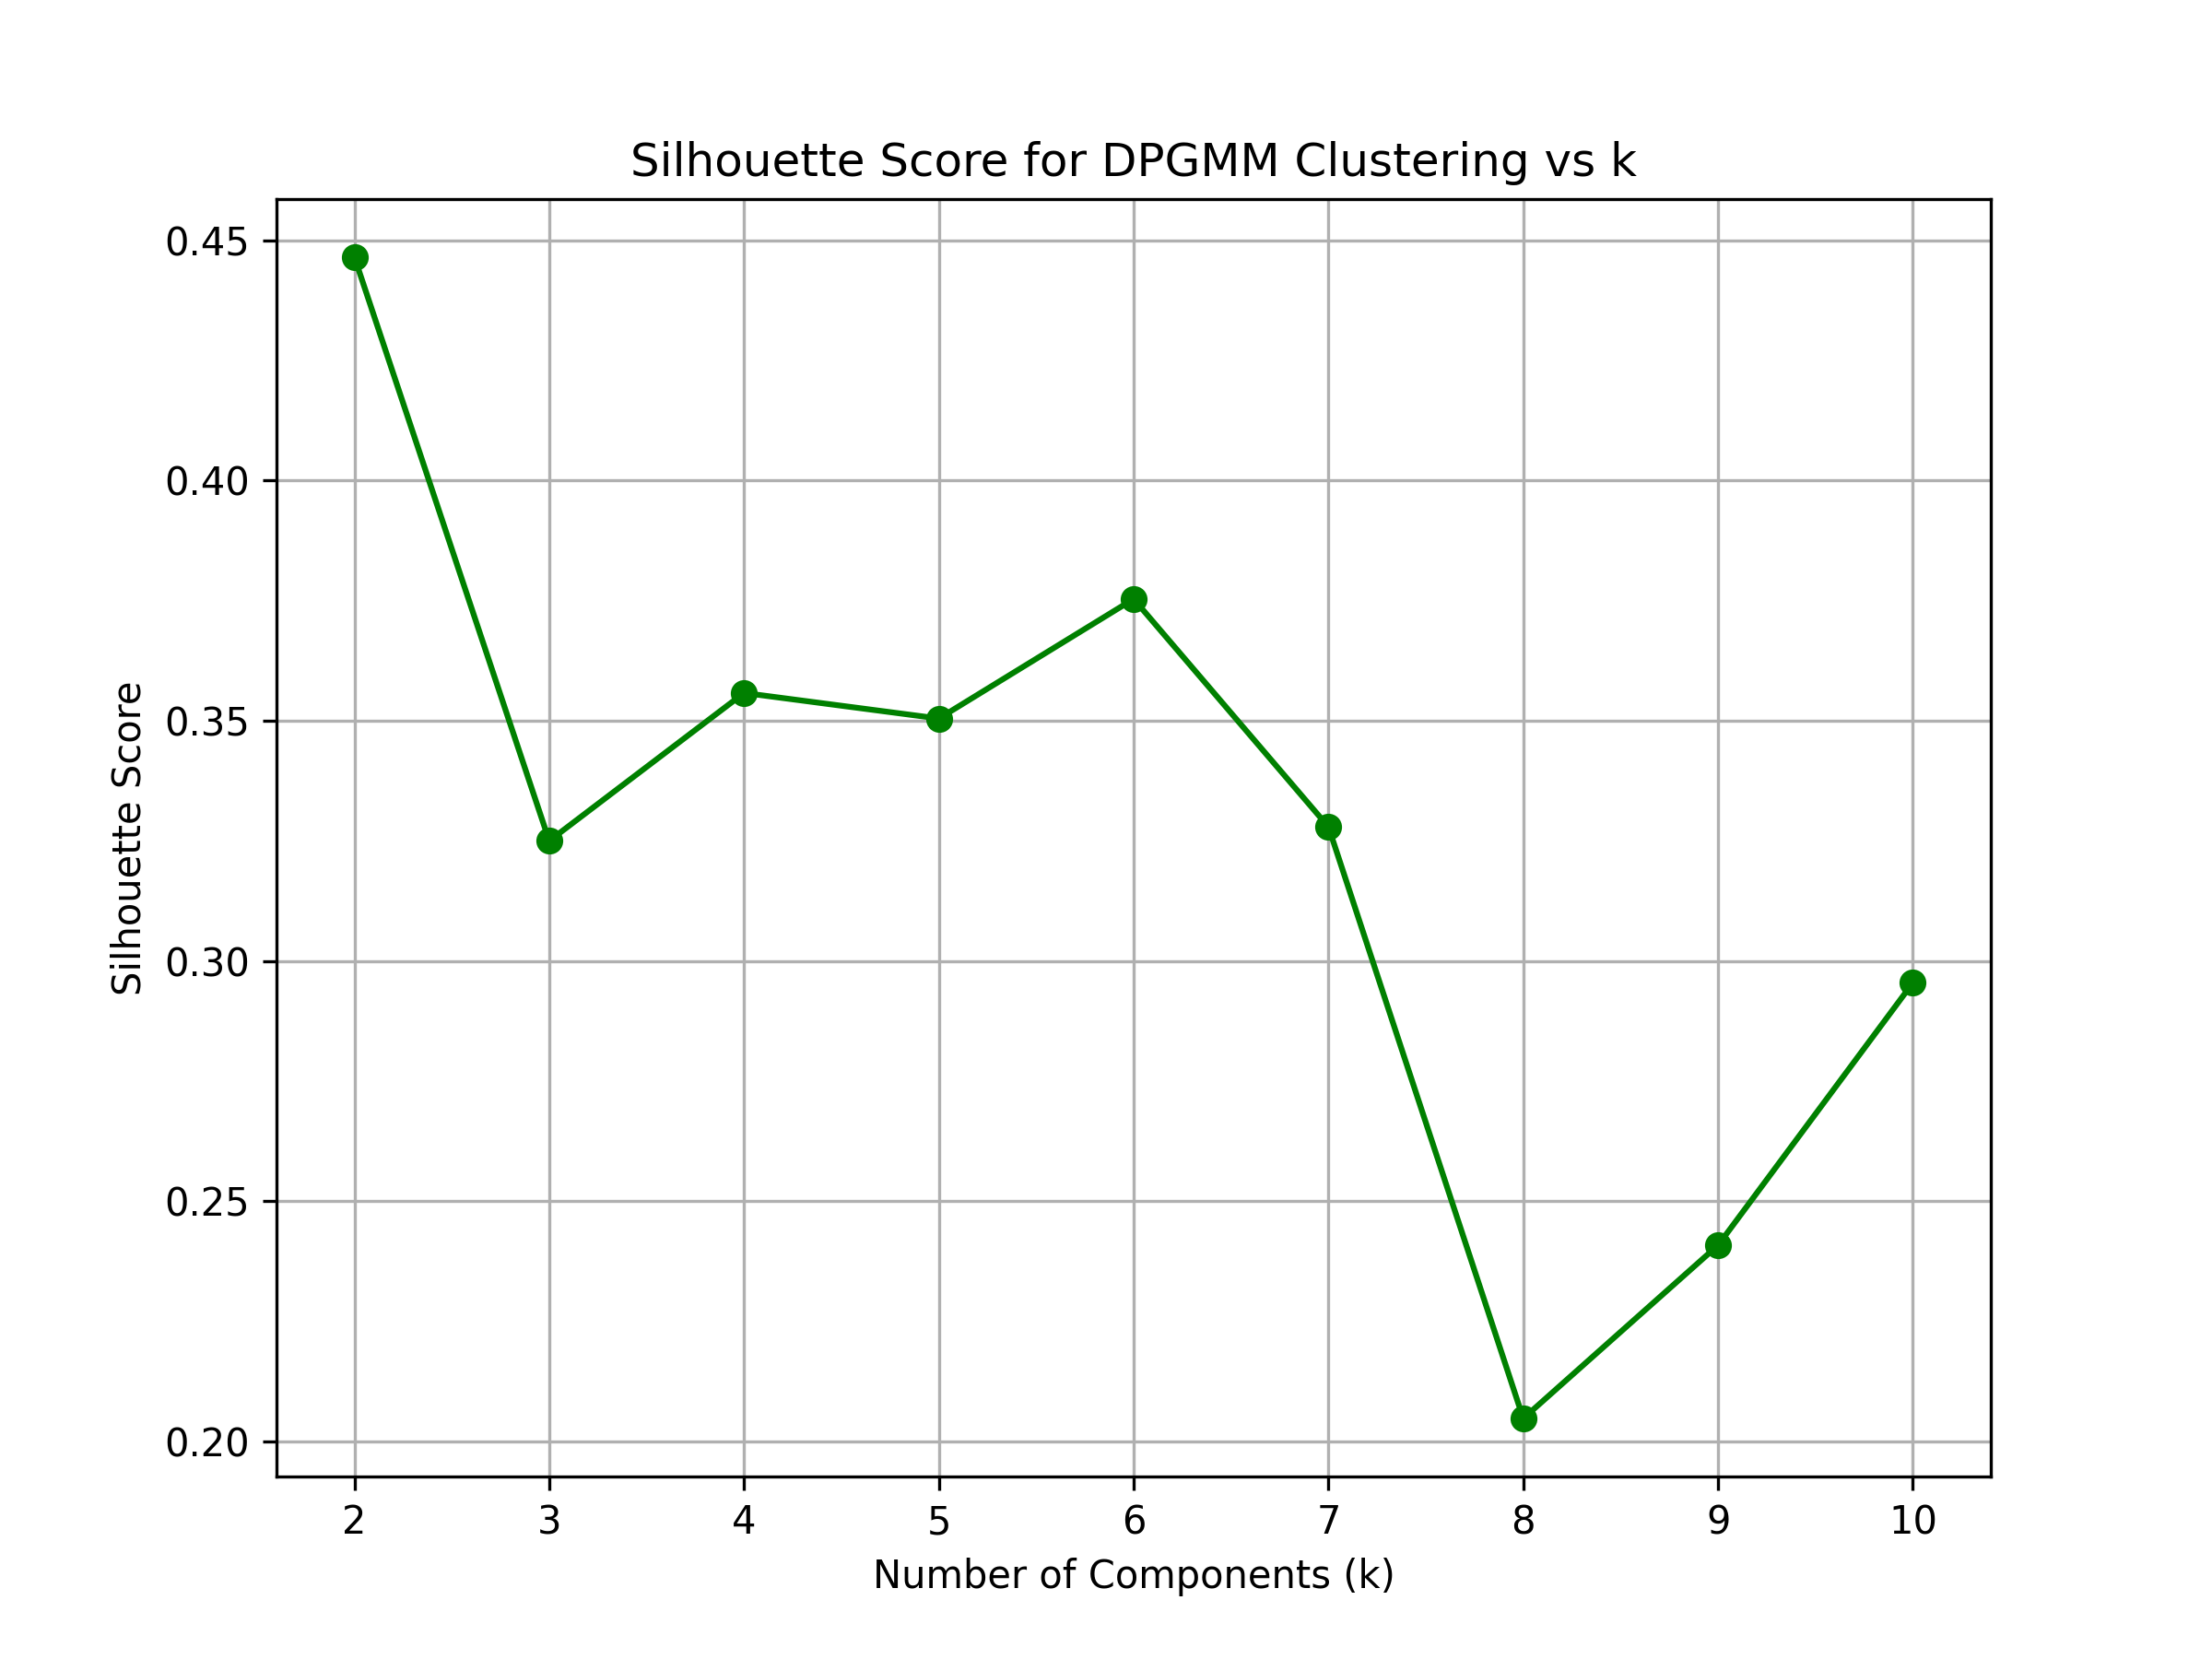 Silhouette Score for DPGMM Clustering vs k
0.45
0.40
0.35
0.30
0.25
0.20
Silhouette Score
2 3 4 5 6 7 8 9 10
Number of Components (k)